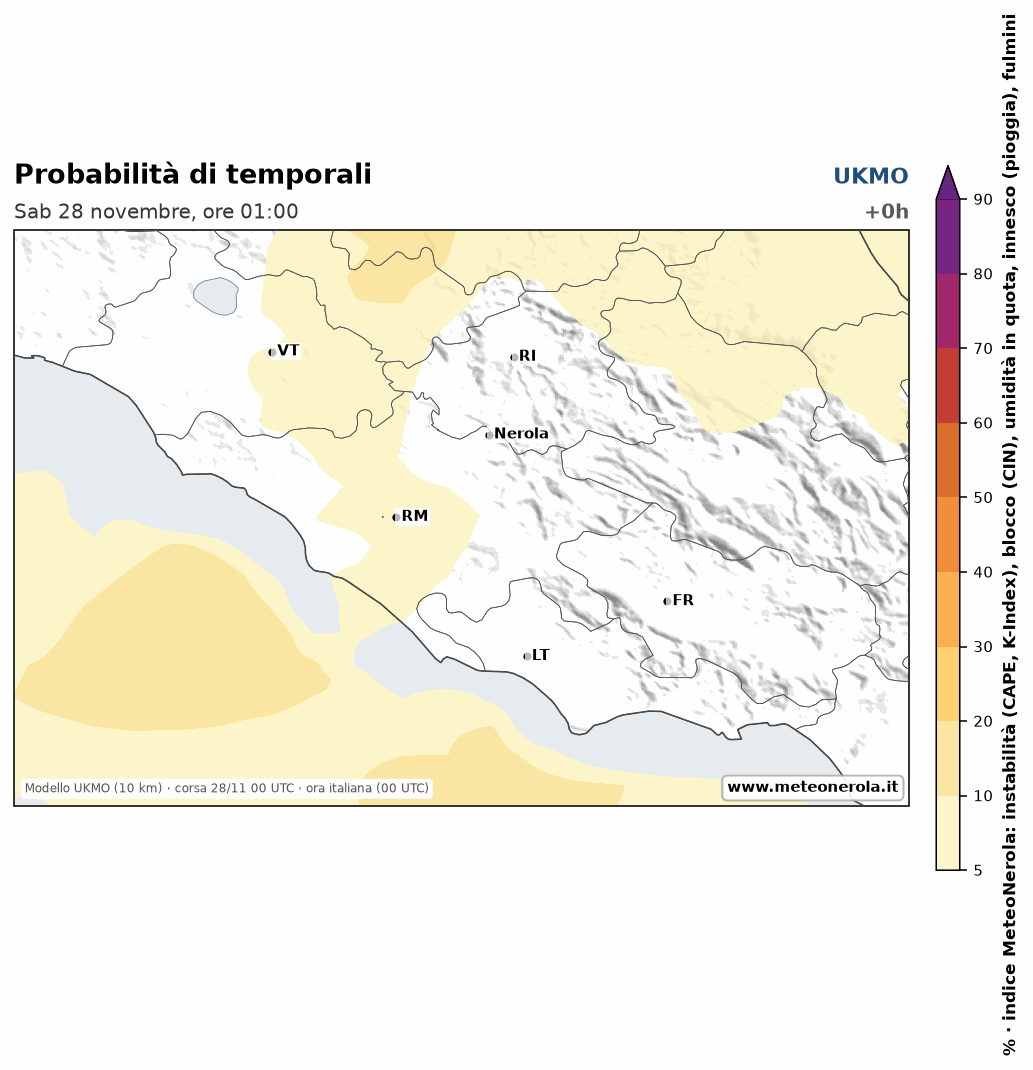 Probabilità di temporali
UKMO
Sab 28 novembre, ore 01:00
+0h
VT
RI
Nerola
RM
FR
LT
Modello UKMO (10 km) · corsa 28/11 00 UTC · ora italiana (00 UTC)
www.meteonerola.it
90
80
70
60
50
40
30
20
10
5
% · indice MeteoNerola: instabilità (CAPE, K-Index), blocco (CIN), umidità in quota, innesco (pioggia), fulmini